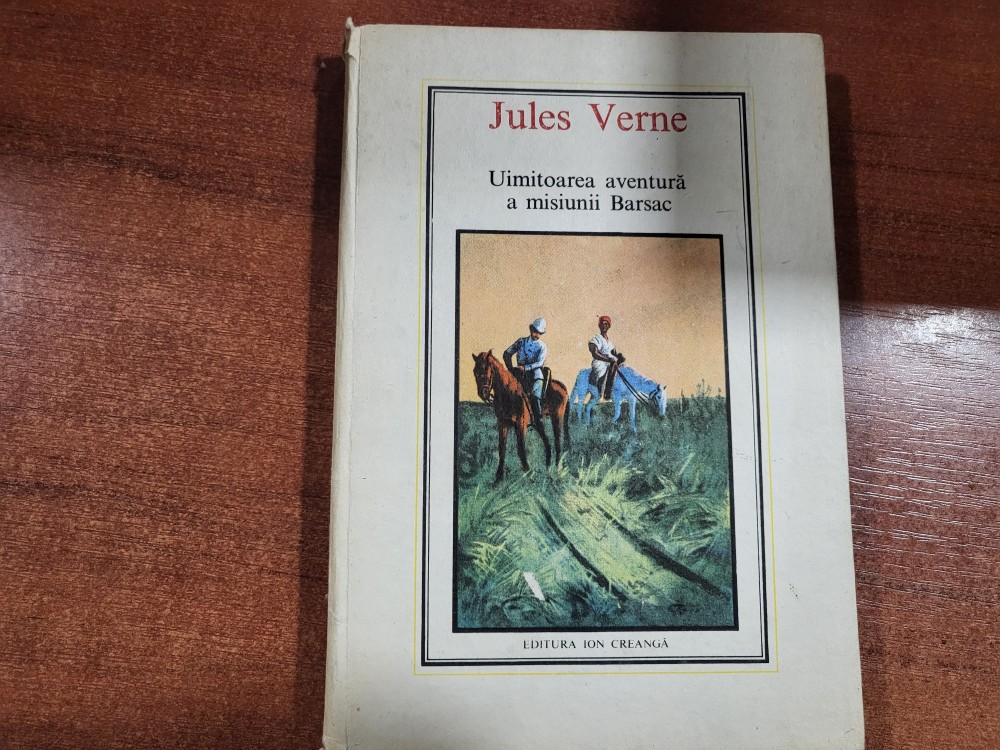 Jules Verne
Uimitoarea aventură
a misiunii Barsac
EDITURA ION CREANGĂ